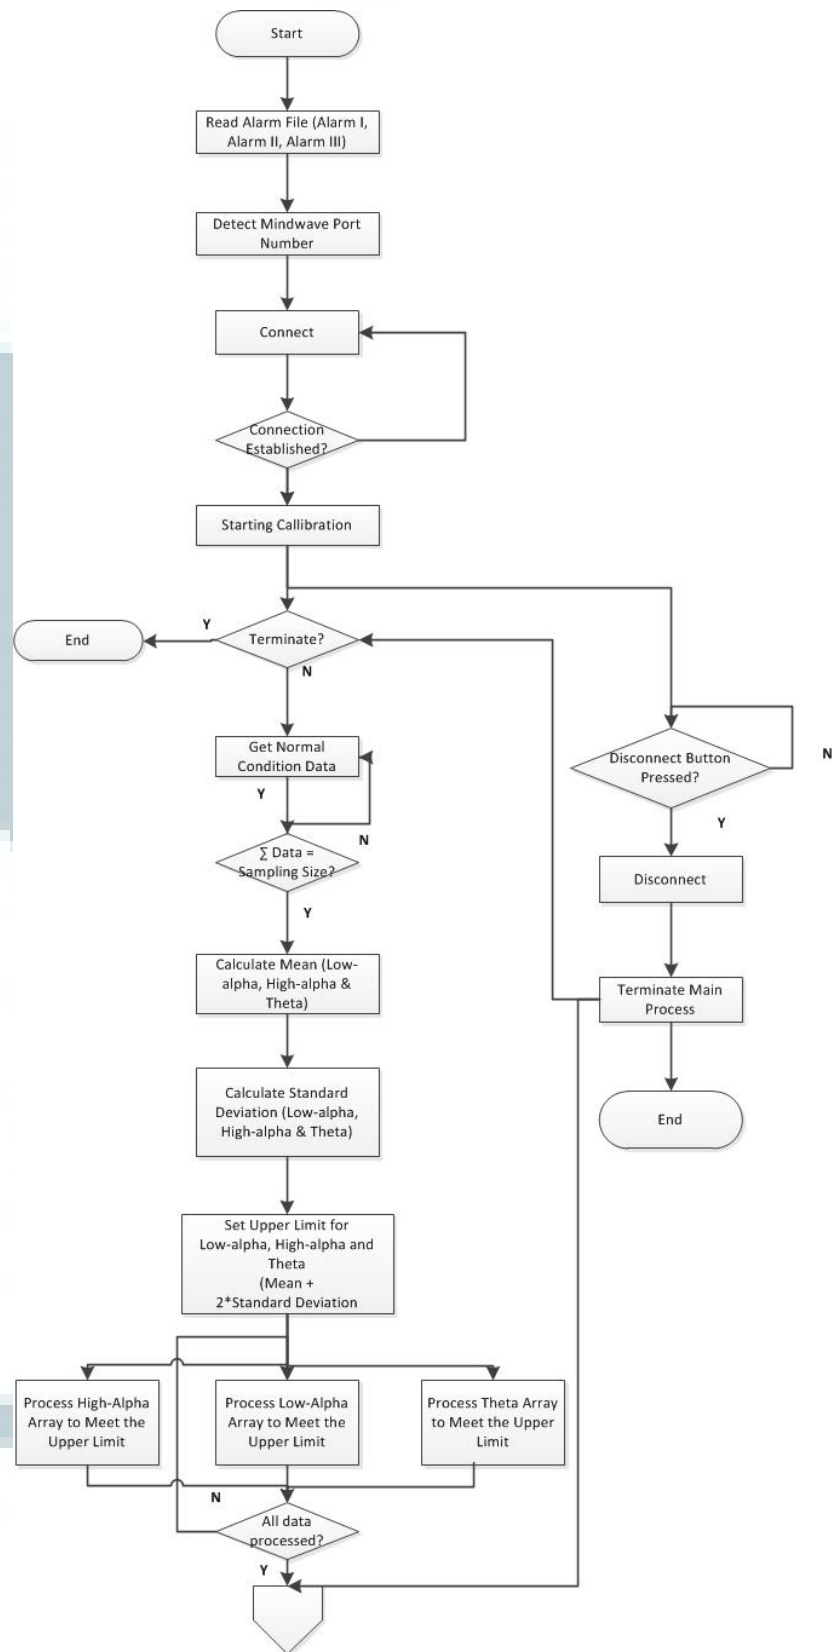 Start
Read Alarm File (Alarm I,
Alarm II, Alarm III)
Detect Mindwave Port
Number
Connect
Connection
Established?
Starting Callibration
Y
End
Terminate?
N
Get Normal
Condition Data
Y
N
∑ Data =
Sampling Size?
Y
Calculate Mean (Low-
alpha, High-alpha &
Theta)
Calculate Standard
Deviation (Low-alpha,
High-alpha & Theta)
Set Upper Limit for
Low-alpha, High-alpha and
Theta
(Mean +
2*Standard Deviation
Process High-Alpha
Array to Meet the
Upper Limit
Process Low-Alpha
Array to Meet the
Upper Limit
Process Theta Array
to Meet the Upper
Limit
N
All data
processed?
Y
Disconnect Button
Pressed?
N
Y
Disconnect
Terminate Main
Process
End